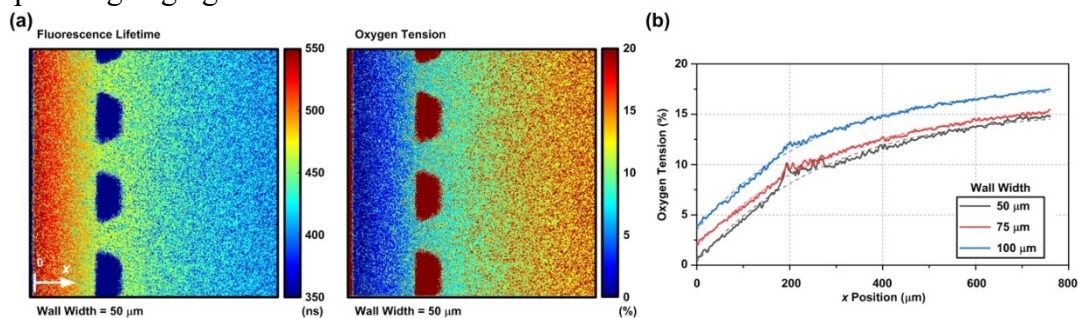 (a)
Fluorescence Lifetime
550
500
450
400
350
0
x
Wall Width = 50 μm
(ns)
Oxygen Tension
20
15
10
5
0
Wall Width = 50 μm
(%)
(b)
20
15
10
5
0
Oxygen Tension (%)
0 200 400 600 800
x Position (μm)
Wall Width
50 μm
75 μm
100 μm